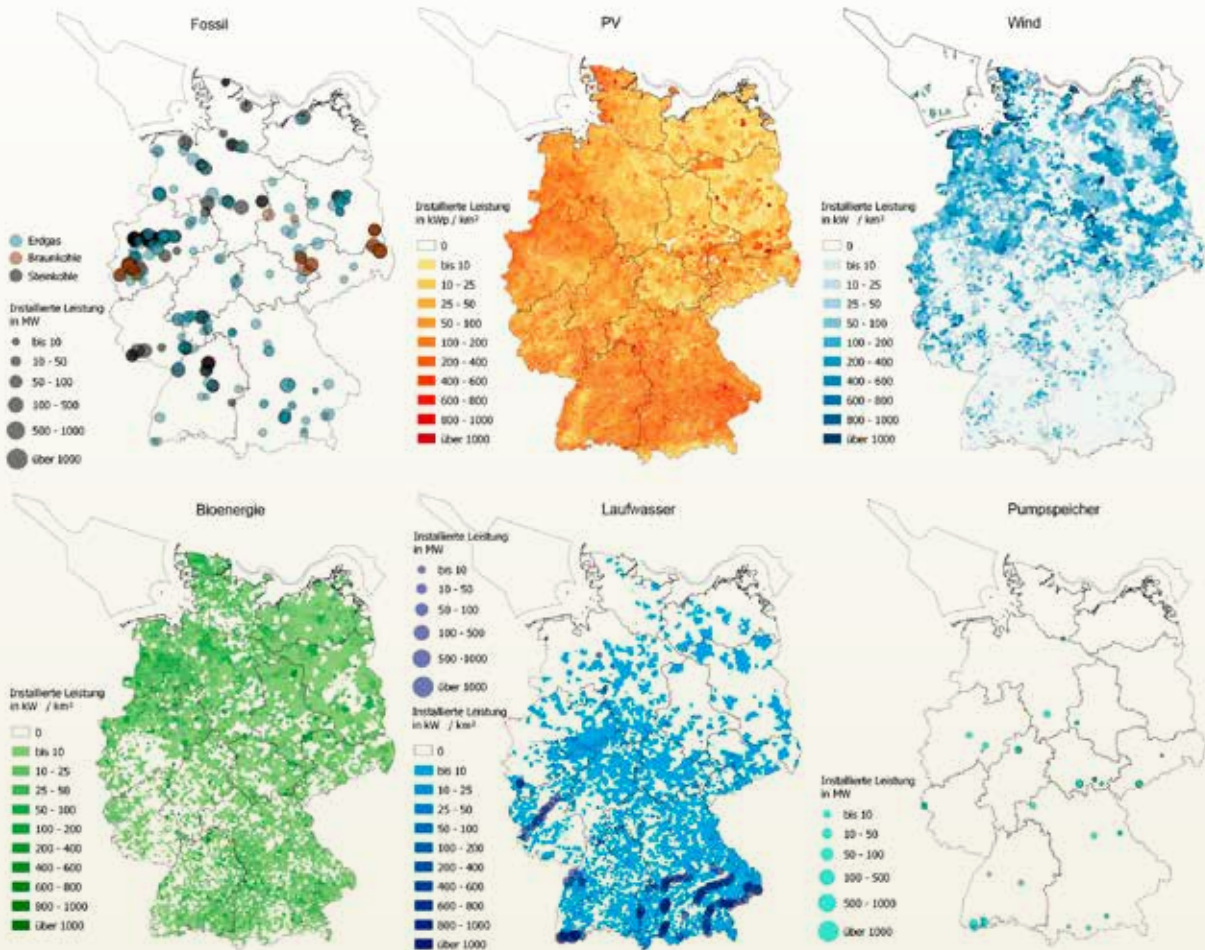 Fossil
Erdgas
Braunkohle
Steinkohle
Installierte Leistung
in MW
bis 10
10 - 50
50 - 100
100 - 500
500 - 1000
über 1000
PV
Installierte Leistung
in kWp / km²
0
bis 10
10 - 25
25 - 50
50 - 100
100 - 200
200 - 400
400 - 600
600 - 800
800 - 1000
über 1000
Wind
Installierte Leistung
in kW / km²
0
bis 10
10 - 25
25 - 50
50 - 100
100 - 200
200 - 400
400 - 600
600 - 800
800 - 1000
über 1000
Bioenergie
Installierte Leistung
in kW / km²
0
bis 10
10 - 25
25 - 50
50 - 100
100 - 200
200 - 400
400 - 600
600 - 800
800 - 1000
über 1000
Laufwasser
Installierte Leistung
in MW
bis 10
10 - 50
50 - 100
100 - 500
500 -1000
über 1000
Installierte Leistung
in kW / km²
0
bis 10
10 - 25
25 - 50
50 - 100
100 - 200
200 - 400
400 - 600
600 - 800
800 - 1000
über 1000
Pumpspeicher
Installierte Leistung
in MW
bis 10
10 - 50
50 - 100
100 - 500
500 - 1000
über 1000